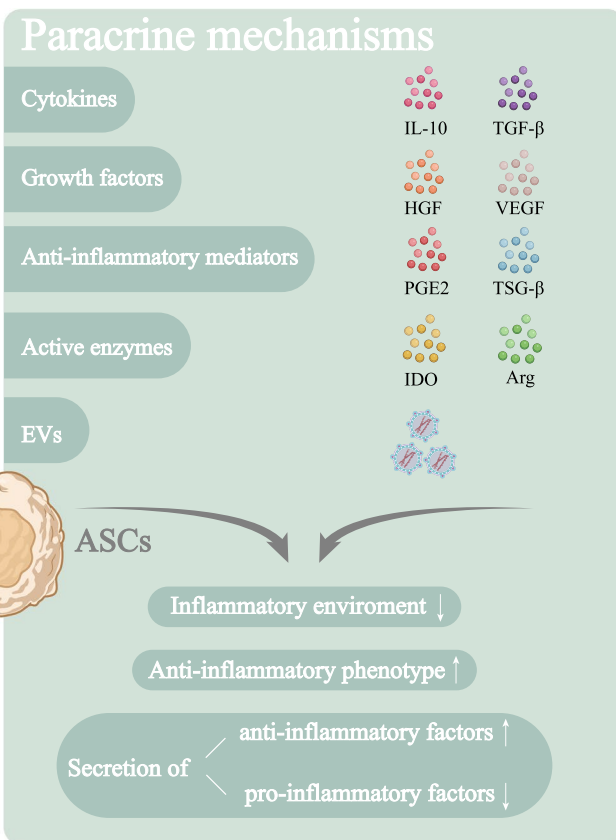 Paracrine mechanisms
Cytokines
IL-10 TGF-β
Growth factors
HGF VEGF
Anti-inflammatory mediators
PGE2 TSG-β
Active enzymes
IDO Arg
EVs
ASCs
Inflammatory enviroment ↓
Anti-inflammatory phenotype ↑
anti-inflammatory factors ↑
Secretion of
pro-inflammatory factors ↓